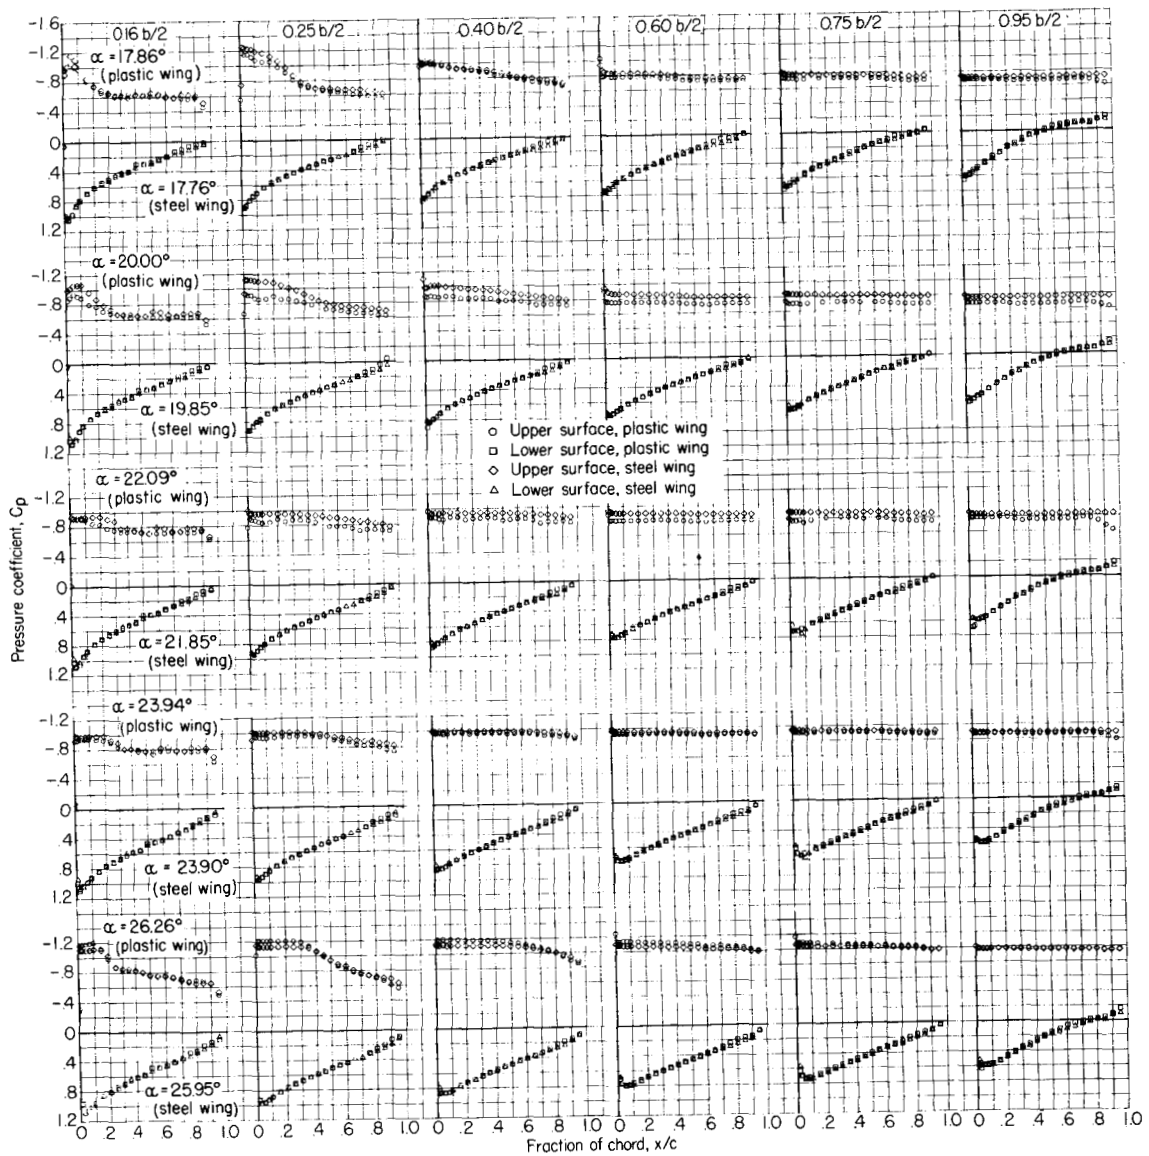 0.16 b/2 0.25 b/2 0.40 b/2 0.60 b/2 0.75 b/2 0.95 b/2
-1.6
-1.2
-.8
-.4
0
.4
.8
1.2
α = 17.86°
(plastic wing)
α = 17.76°
(steel wing)
-1.2
-.8
-.4
0
.4
.8
1.2
α = 20.00°
(plastic wing)
α = 19.85°
(steel wing)
○ Upper surface, plastic wing
□ Lower surface, plastic wing
◇ Upper surface, steel wing
△ Lower surface, steel wing
Pressure coefficient, Cp
-1.2
-.8
-.4
0
.4
.8
1.2
α = 22.09°
(plastic wing)
α = 21.85°
(steel wing)
-1.2
-.8
-.4
0
.4
.8
1.2
α = 23.94°
(plastic wing)
α = 23.90°
(steel wing)
-1.2
-.8
-.4
0
.4
.8
1.2
α = 26.26°
(plastic wing)
α = 25.95°
(steel wing)
0 .2 .4 .6 .8 1.0 0 .2 .4 .6 .8 1.0 0 .2 .4 .6 .8 1.0 0 .2 .4 .6 .8 1.0 0 .2 .4 .6 .8 1.0 0 .2 .4 .6 .8 1.0
Fraction of chord, x/c